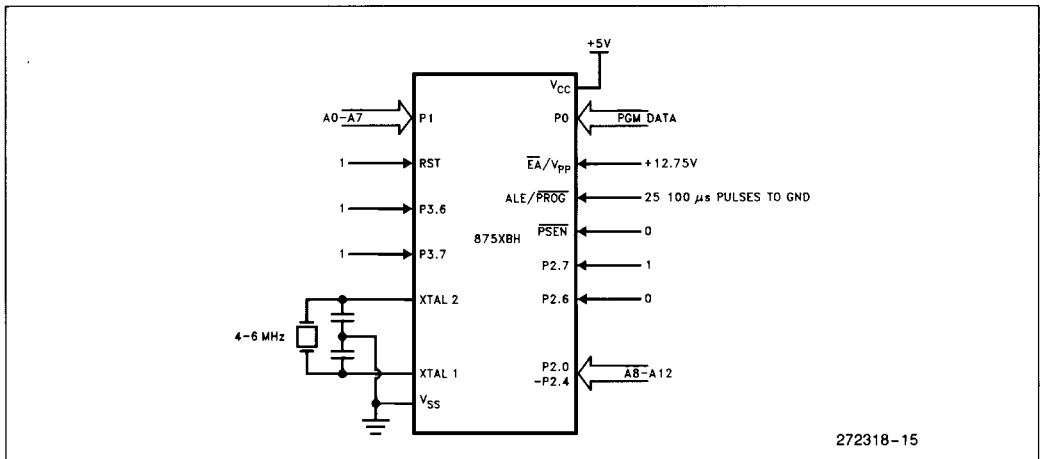 +5V
VCC
A0-A7
P1
P0
PGM DATA
1
RST
EA/VPP
+12.75V
ALE/PROG
25 100 μs PULSES TO GND
1
P3.6
PSEN
0
875XBH
1
P3.7
P2.7
1
XTAL 2
P2.6
0
4-6 MHz
P2.0
-P2.4
A8-A12
XTAL 1
VSS
272318-15